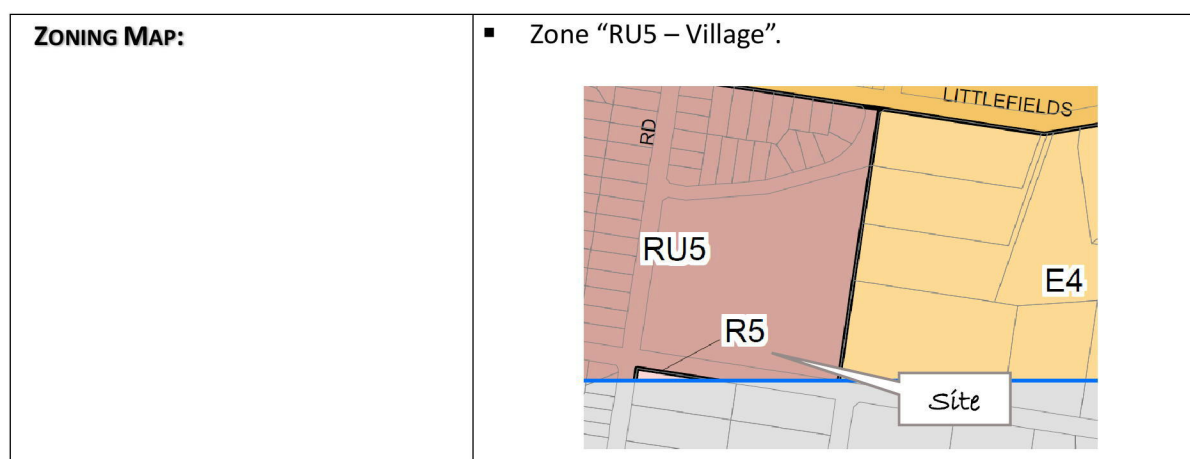 ZONING MAP:
▪ Zone “RU5 – Village”.
LITTLEFIELDS
RD
RU5
E4
R5
Site